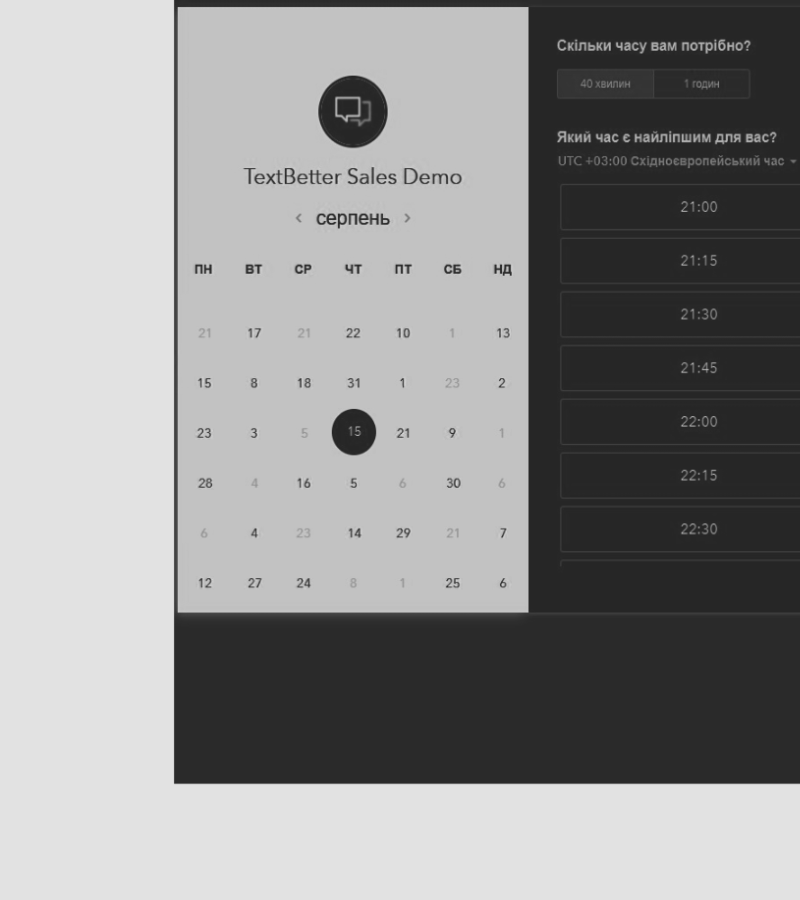 TextBetter Sales Demo
‹ серпень ›
ПН ВТ СР ЧТ ПТ СБ НД
21 17 21 22 10 1 13
15 8 18 31 1 23 2
23 3 5 15 21 9 1
28 4 16 5 6 30 6
6 4 23 14 29 21 7
12 27 24 8 1 25 6
Скільки часу вам потрібно?
40 хвилин 1 годин
Який час є найліпшим для вас?
UTC +03:00 Східноєвропейський час
21:00
21:15
21:30
21:45
22:00
22:15
22:30